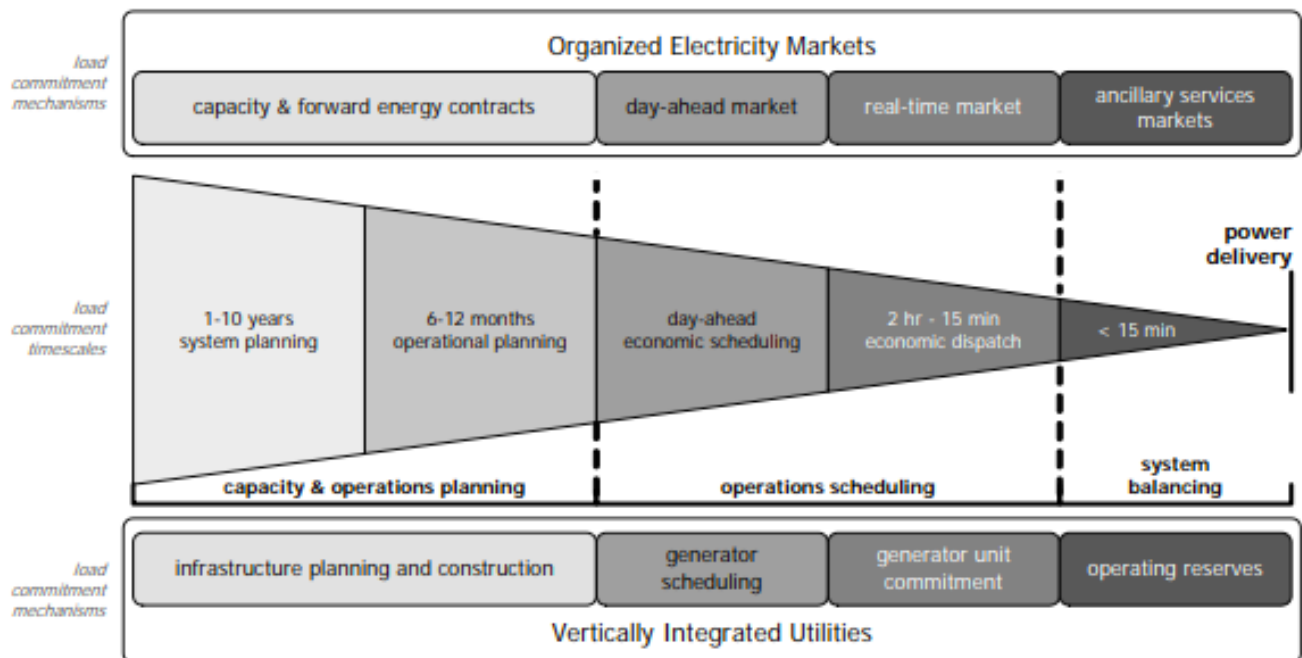 Organized Electricity Markets
load
commitment
mechanisms
capacity & forward energy contracts
day-ahead market
real-time market
ancillary services
markets
power
delivery
load
commitment
timescales
1-10 years
system planning
6-12 months
operational planning
day-ahead
economic scheduling
2 hr - 15 min
economic dispatch
< 15 min
capacity & operations planning
operations scheduling
system
balancing
load
commitment
mechanisms
infrastructure planning and construction
generator
scheduling
generator unit
commitment
operating reserves
Vertically Integrated Utilities